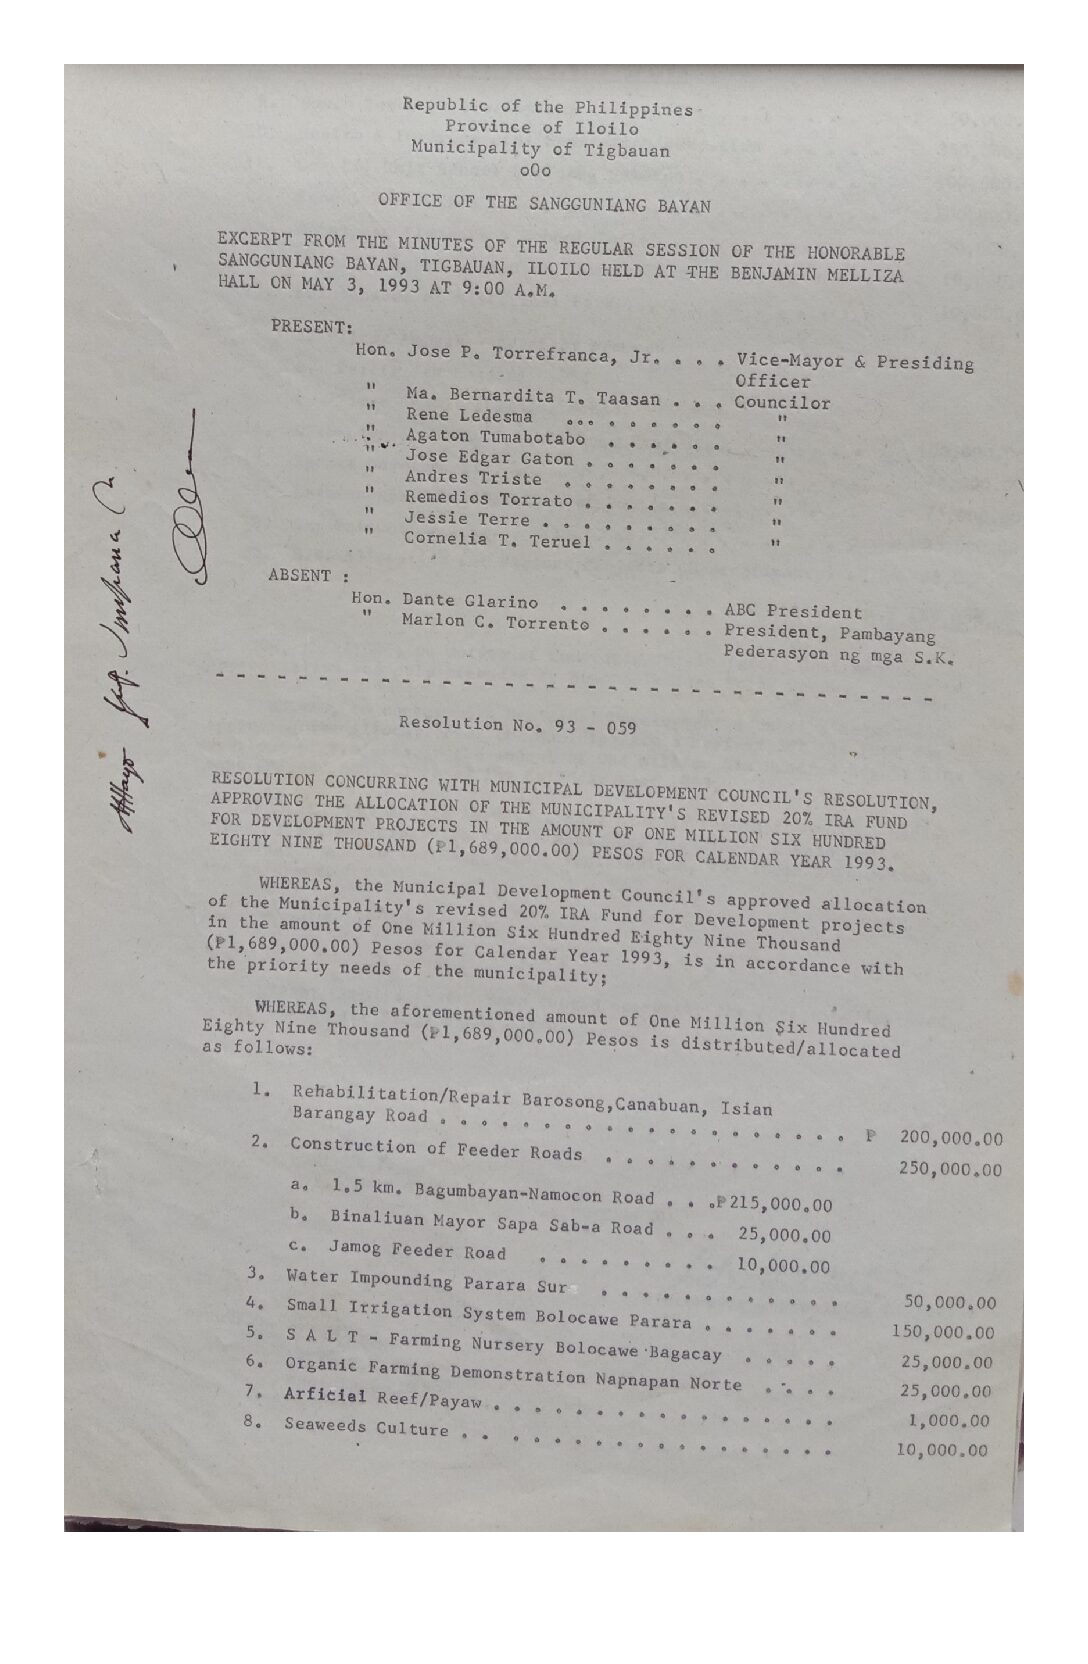 Republic of the Philippines
Province of Iloilo
Municipality of Tigbauan
oOo
OFFICE OF THE SANGGUNIANG BAYAN
EXCERPT FROM THE MINUTES OF THE REGULAR SESSION OF THE HONORABLE
SANGGUNIANG BAYAN, TIGBAUAN, ILOILO HELD AT THE BENJAMIN MELLIZA
HALL ON MAY 3, 1993 AT 9:00 A.M.
PRESENT:
Hon. Jose P. Torrefranca, Jr. . . . Vice-Mayor & Presiding
Officer
" Ma. Bernardita T. Taasan . . . Councilor
" Rene Ledesma ... . . . . . . "
" Agaton Tumabotabo . . . . . . "
" Jose Edgar Gaton . . . . . . . "
" Andres Triste . . . . . . . . "
" Remedios Torrato . . . . . . . "
" Jessie Terre . . . . . . . . . "
" Cornelia T. Teruel . . . . . . "
ABSENT :
Hon. Dante Glarino . . . . . . . . ABC President
" Marlon C. Torrento . . . . . . President, Pambayang
Pederasyon ng mga S.K.
- - - - - - - - - - - - - - - - - - - - - - - - - - - - - - - - - - -
Resolution No. 93 - 059
RESOLUTION CONCURRING WITH MUNICIPAL DEVELOPMENT COUNCIL'S RESOLUTION,
APPROVING THE ALLOCATION OF THE MUNICIPALITY'S REVISED 20% IRA FUND
FOR DEVELOPMENT PROJECTS IN THE AMOUNT OF ONE MILLION SIX HUNDRED
EIGHTY NINE THOUSAND (₱1,689,000.00) PESOS FOR CALENDAR YEAR 1993.
WHEREAS, the Municipal Development Council's approved allocation
of the Municipality's revised 20% IRA Fund for Development projects
in the amount of One Million Six Hundred Eighty Nine Thousand
(₱1,689,000.00) Pesos for Calendar Year 1993, is in accordance with
the priority needs of the municipality;
WHEREAS, the aforementioned amount of One Million Six Hundred
Eighty Nine Thousand (₱1,689,000.00) Pesos is distributed/allocated
as follows:
1. Rehabilitation/Repair Barosong,Canabuan, Isian
Barangay Road . . . . . . . . . . . . . . . . . . . . ₱ 200,000.00
2. Construction of Feeder Roads . . . . . . . . . . . . 250,000.00
a. 1.5 km. Bagumbayan-Namocon Road . . .₱215,000.00
b. Binaliuan Mayor Sapa Sab-a Road . . . 25,000.00
c. Jamog Feeder Road . . . . . . . . . 10,000.00
3. Water Impounding Parara Sur . . . . . . . . . . . . 50,000.00
4. Small Irrigation System Bolocawe Parara . . . . . . . 150,000.00
5. S A L T - Farming Nursery Bolocawe Bagacay . . . . . 25,000.00
6. Organic Farming Demonstration Napnapan Norte . . . . 25,000.00
7. Arficial Reef/Payaw . . . . . . . . . . . . . . . . . 1,000.00
8. Seaweeds Culture . . . . . . . . . . . . . . . . . . 10,000.00